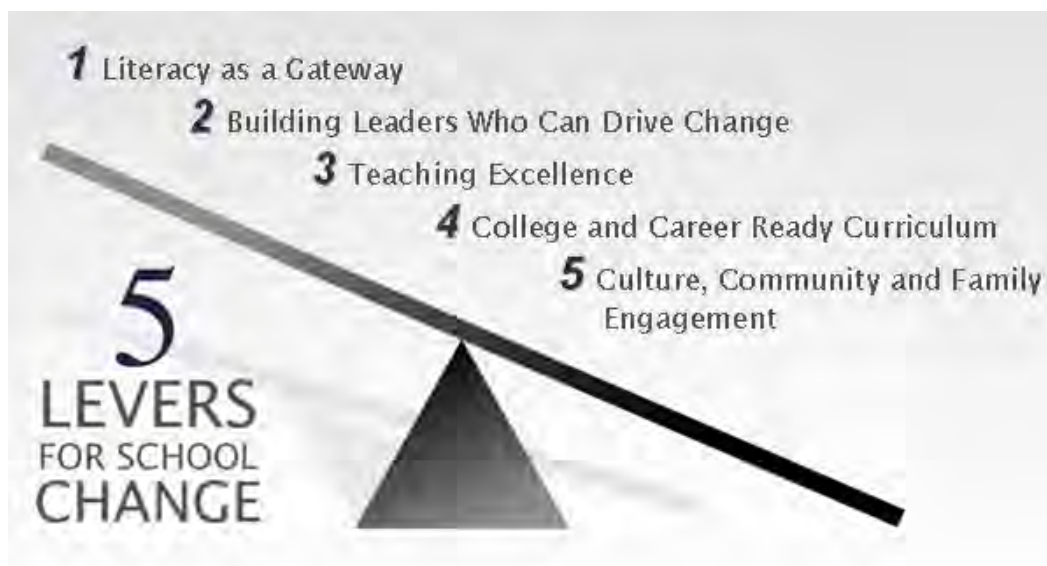 1 Literacy as a Gateway
2 Building Leaders Who Can Drive Change
3 Teaching Excellence
4 College and Career Ready Curriculum
5 Culture, Community and Family
Engagement
5
LEVERS
FOR SCHOOL
CHANGE